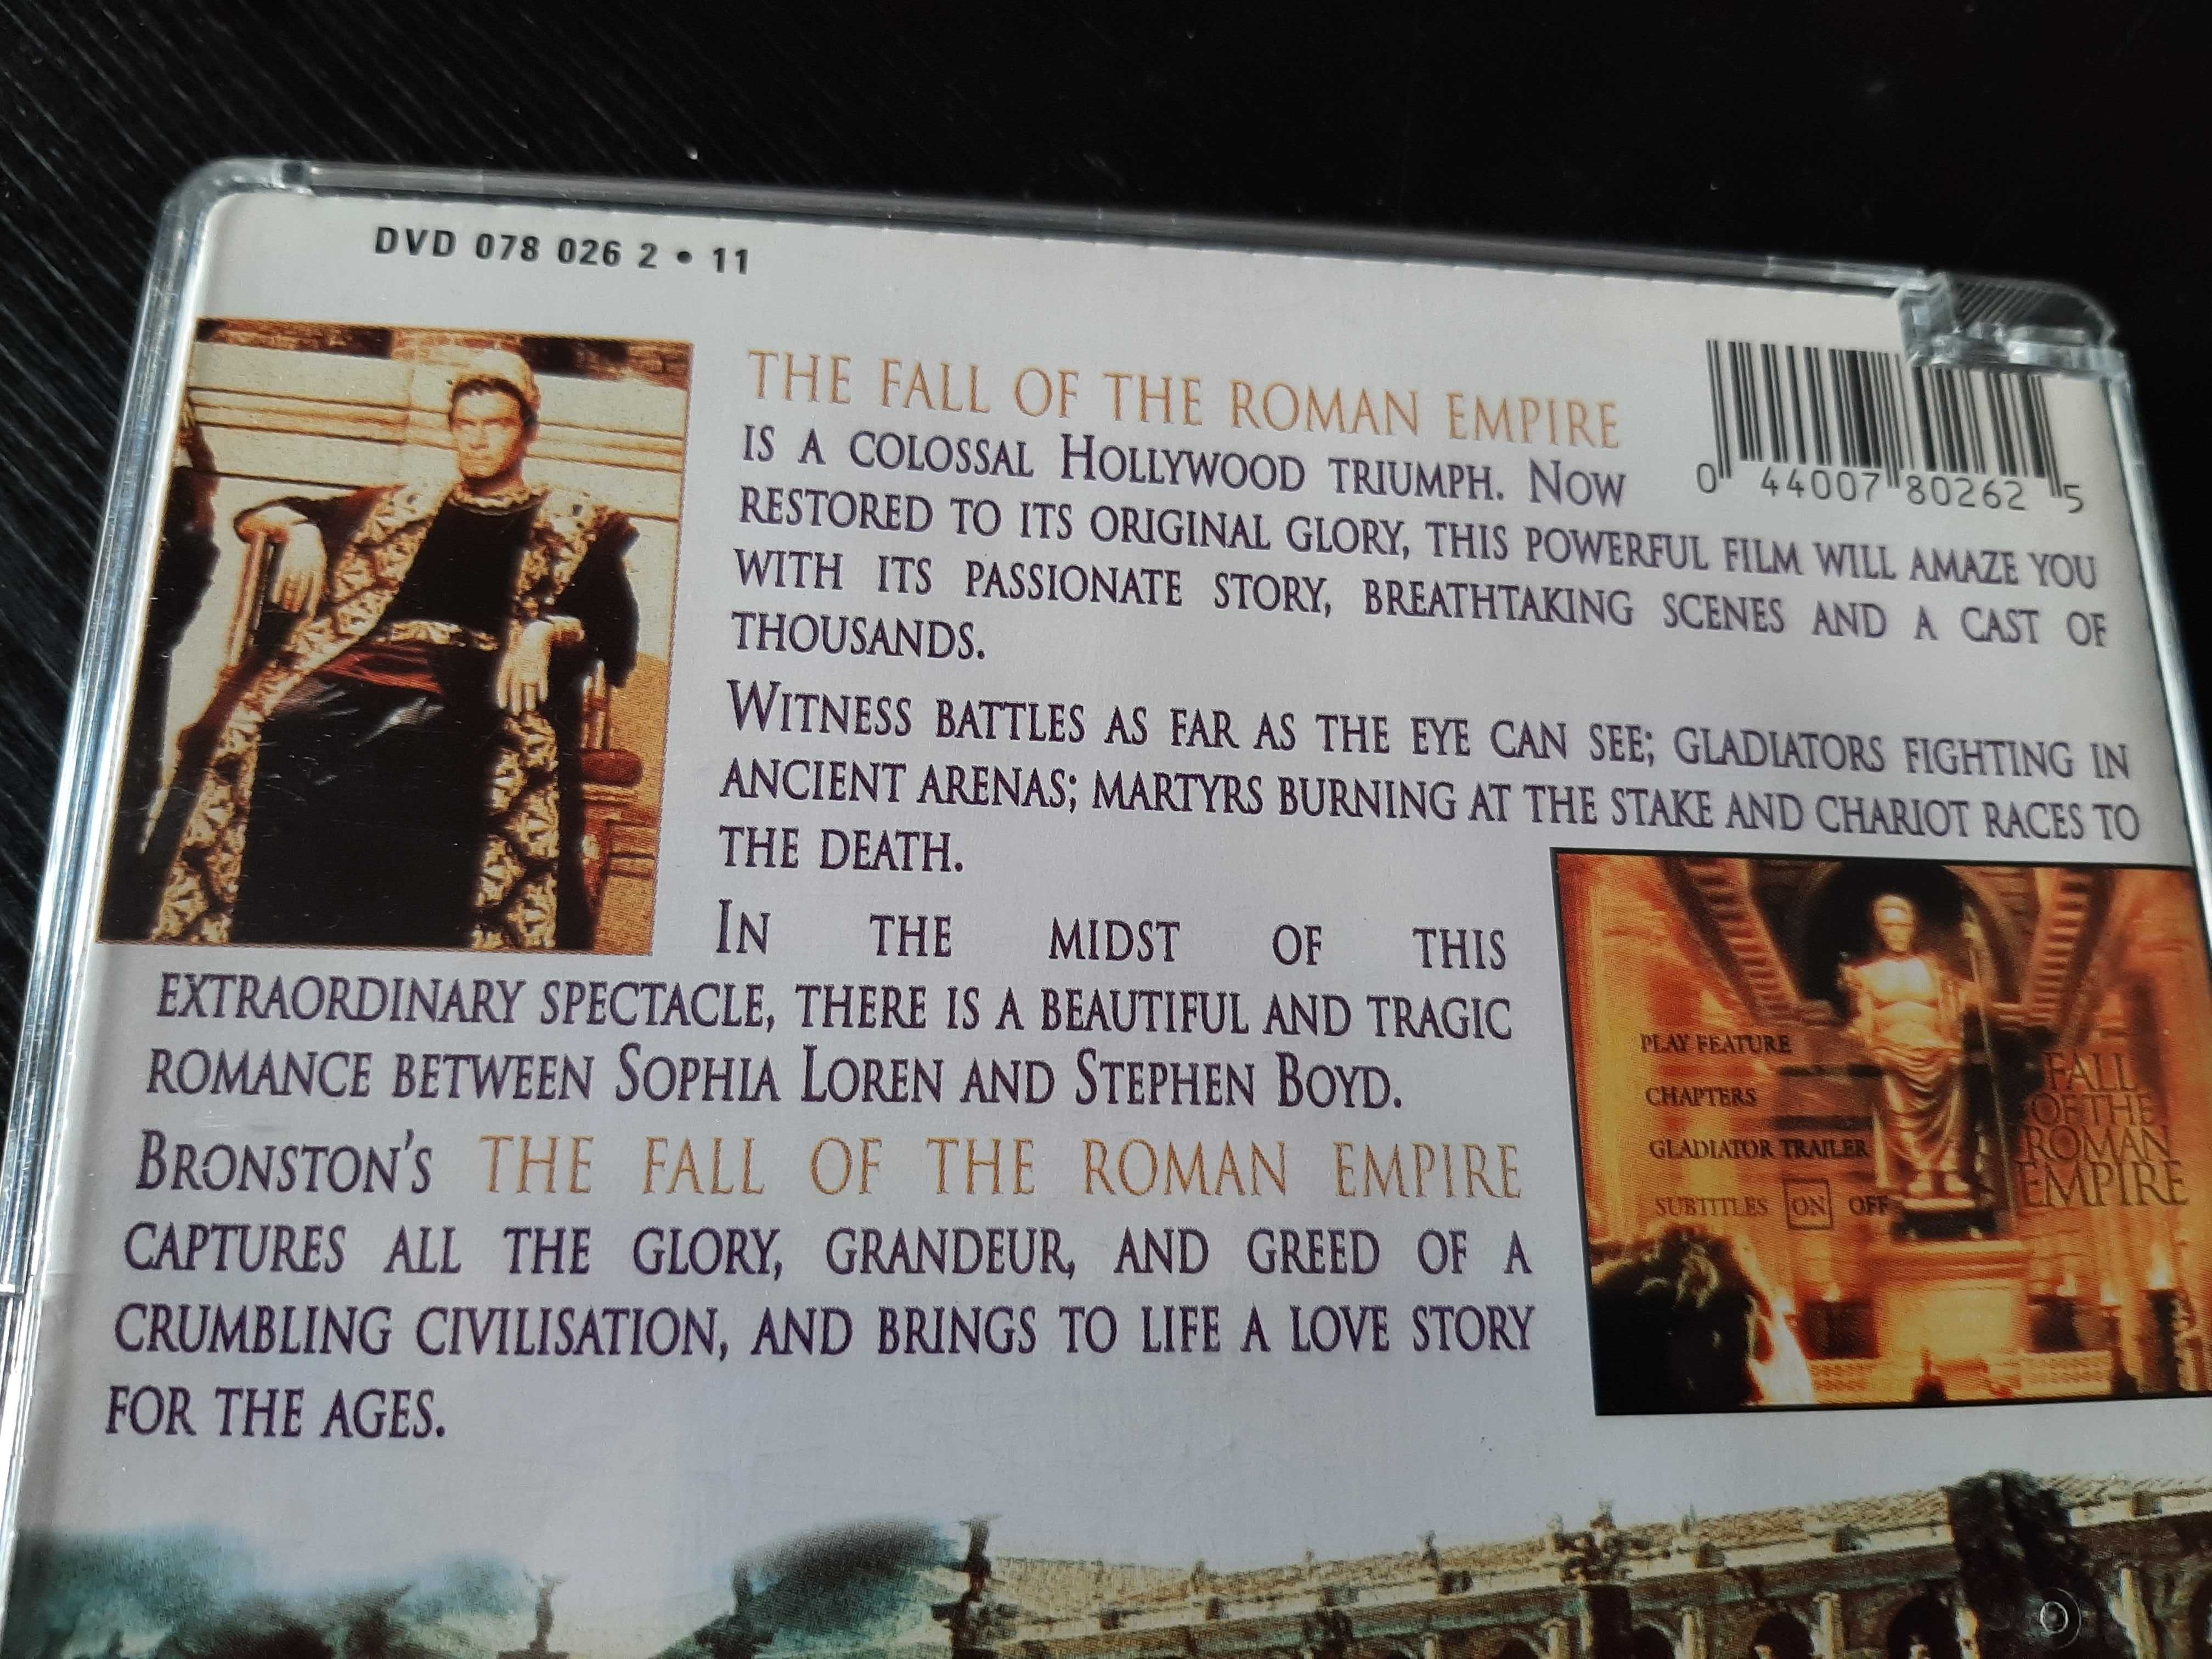 DVD 078 026 2 • 11
THE FALL OF THE ROMAN EMPIRE
IS A COLOSSAL HOLLYWOOD TRIUMPH. NOW
RESTORED TO ITS ORIGINAL GLORY, THIS POWERFUL FILM WILL AMAZE YOU
WITH ITS PASSIONATE STORY, BREATHTAKING SCENES AND A CAST OF
THOUSANDS.
0 44007 80262 5
WITNESS BATTLES AS FAR AS THE EYE CAN SEE; GLADIATORS FIGHTING IN
ANCIENT ARENAS; MARTYRS BURNING AT THE STAKE AND CHARIOT RACES TO
THE DEATH.
IN THE MIDST OF THIS
EXTRAORDINARY SPECTACLE, THERE IS A BEAUTIFUL AND TRAGIC
ROMANCE BETWEEN SOPHIA LOREN AND STEPHEN BOYD.
BRONSTON'S THE FALL OF THE ROMAN EMPIRE
CAPTURES ALL THE GLORY, GRANDEUR, AND GREED OF A
CRUMBLING CIVILISATION, AND BRINGS TO LIFE A LOVE STORY
FOR THE AGES.
PLAY FEATURE
CHAPTERS
GLADIATOR TRAILER
SUBTITLES ON OFF
FALL
OF THE
ROMAN
EMPIRE